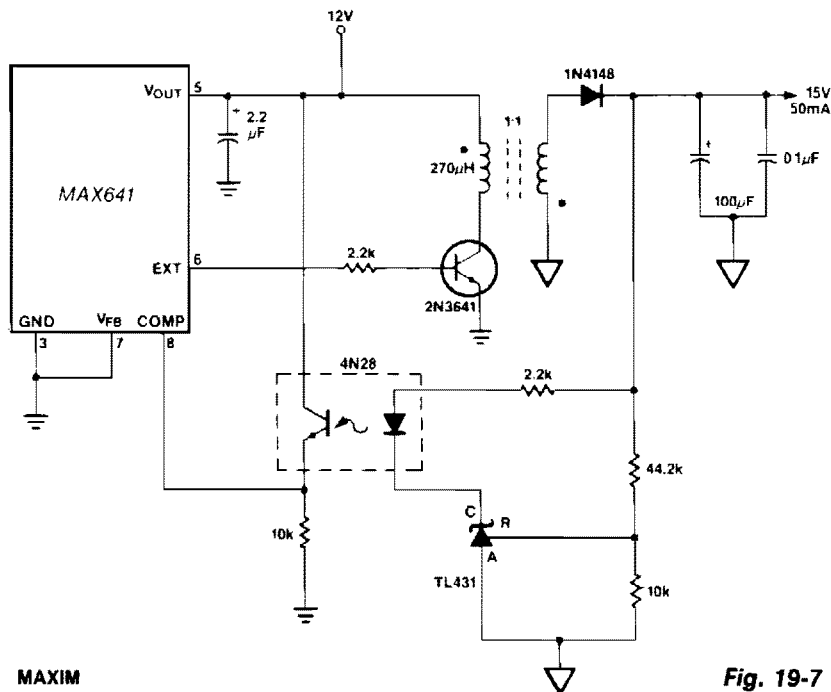 12V
VOUT 5
+ 2.2
µF
MAX641
EXT 6
GND VFB COMP
3 7 8
270µH
1:1
1N4148
15V
50mA
+
100µF
0.1µF
2.2k
2N3641
4N28
2.2k
44.2k
10k
C
R
A
TL431
10k
MAXIM
Fig. 19-7